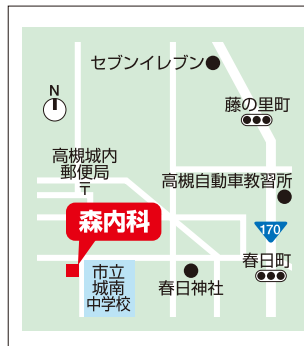 セブンイレブン
N
藤の里町
高槻城内
郵便局
〒
高槻自動車教習所
森内科
170
市立
城南
中学校
春日神社
春日町